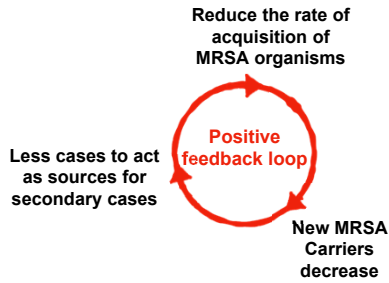 Reduce the rate of
acquisition of
MRSA organisms
Positive
feedback loop
Less cases to act
as sources for
secondary cases
New MRSA
Carriers
decrease